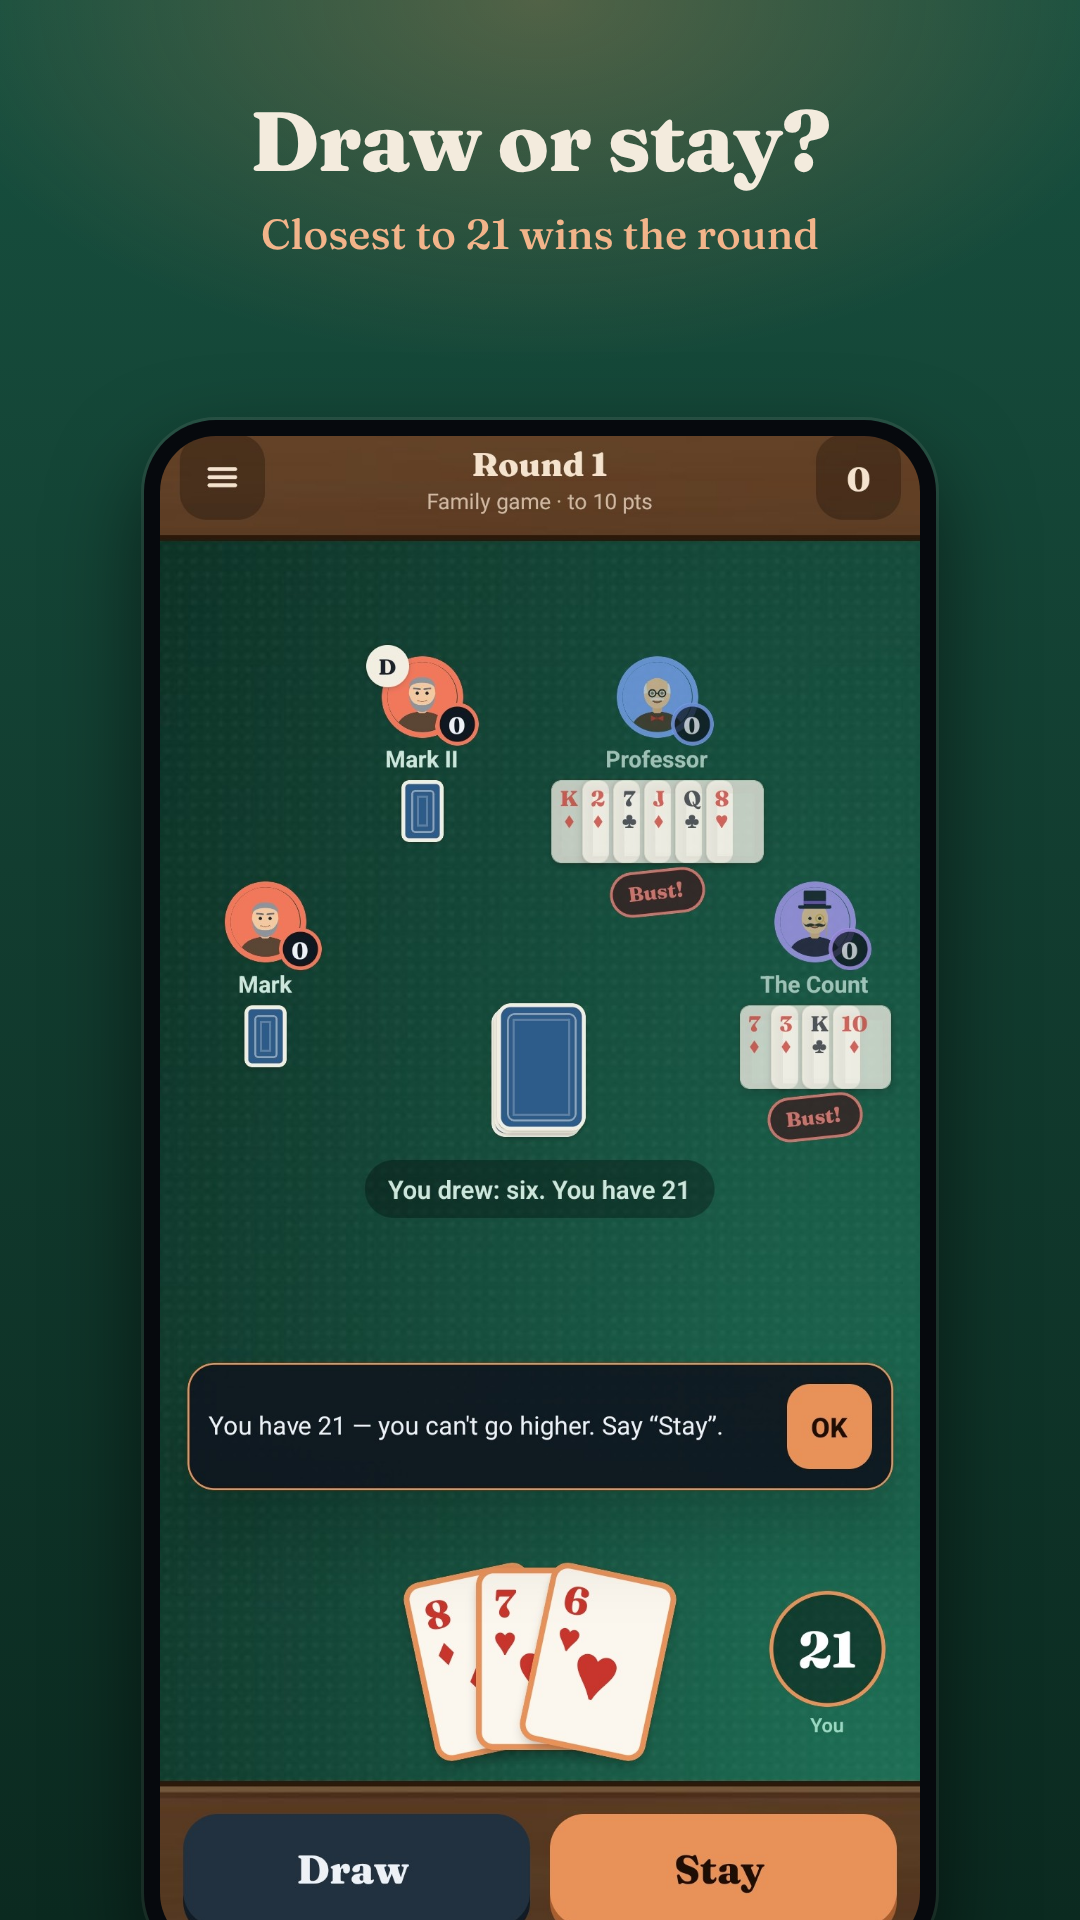 Draw or stay?
Closest to 21 wins the round
Round 1
Family game · to 10 pts
0
D
0
Mark II
0
Professor
K 2 7 J Q 8
Bust!
0
Mark
0
The Count
7 3 K 10
Bust!
You drew: six. You have 21
You have 21 — you can't go higher. Say “Stay”.
OK
8 7 6
21
You
Draw
Stay